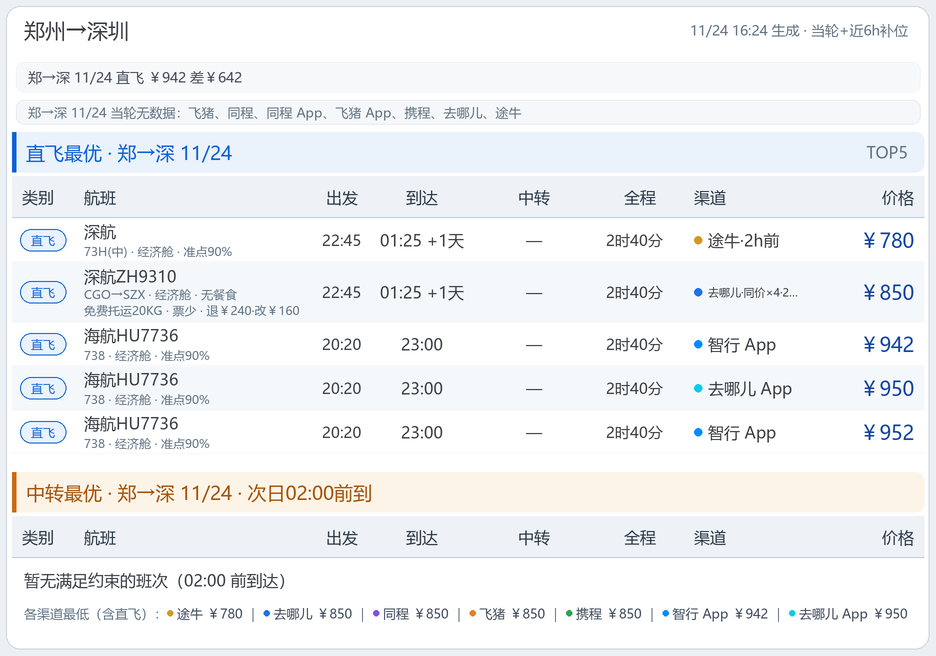 郑州→深圳
11/24 16:24 生成 · 当轮+近6h补位
郑→深 11/24 直飞 ¥942 差¥642
郑→深 11/24 当轮无数据：飞猪、同程、同程 App、飞猪 App、携程、去哪儿、途牛
直飞最优 · 郑→深 11/24 TOP5
类别 航班 出发 到达 中转 全程 渠道 价格
直飞 深航 22:45 01:25 +1天 — 2时40分 途牛·2h前 ¥780
73H(中) · 经济舱 · 准点90%
直飞 深航ZH9310 22:45 01:25 +1天 — 2时40分 去哪儿·同价×4·2... ¥850
CGO→SZX · 经济舱 · 无餐食
免费托运20KG · 票少 · 退¥240·改¥160
直飞 海航HU7736 20:20 23:00 — 2时40分 智行 App ¥942
738 · 经济舱 · 准点90%
直飞 海航HU7736 20:20 23:00 — 2时40分 去哪儿 App ¥950
738 · 经济舱 · 准点90%
直飞 海航HU7736 20:20 23:00 — 2时40分 智行 App ¥952
738 · 经济舱 · 准点90%
中转最优 · 郑→深 11/24 · 次日02:00前到
类别 航班 出发 到达 中转 全程 渠道 价格
暂无满足约束的班次（02:00 前到达）
各渠道最低（含直飞）: 途牛 ¥780 | 去哪儿 ¥850 | 同程 ¥850 | 飞猪 ¥850 | 携程 ¥850 | 智行 App ¥942 | 去哪儿 App ¥950